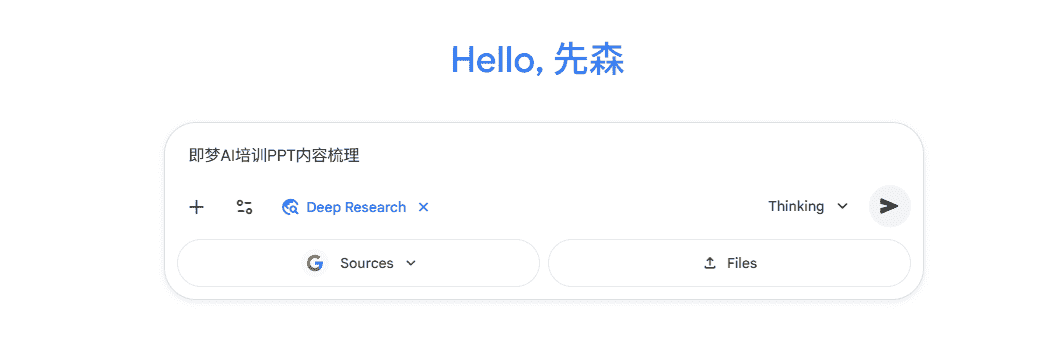 Hello, 先森
即梦AI培训PPT内容梳理
Deep Research
Thinking
Sources
Files